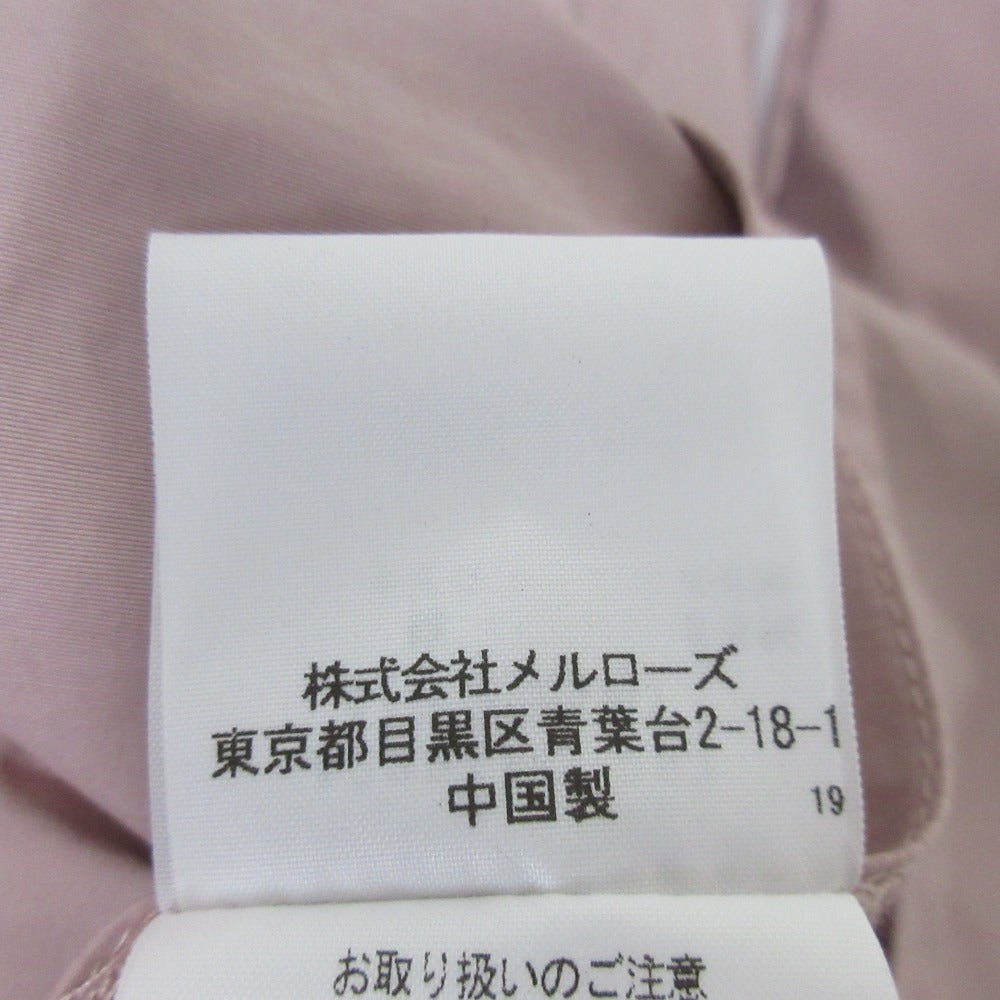 株式会社メルローズ
東京都目黒区青葉台2-18-1
中国製 19
お取り扱いのご注意